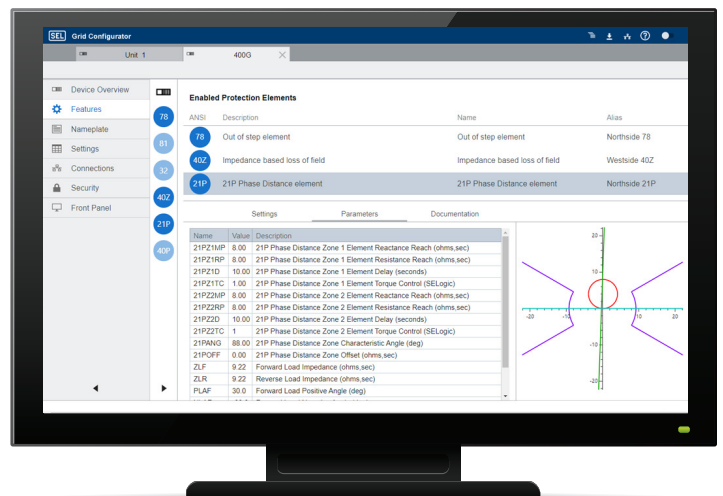 SEL Grid Configurator
Unit 1
400G
Device Overview
Features
Nameplate
Settings
Connections
Security
Front Panel
78
81
32
40Z
21P
40P
Enabled Protection Elements
ANSI Description Name Alias
78 Out of step element Out of step element Northside 78
40Z Impedance based loss of field Impedance based loss of field Westside 40Z
21P 21P Phase Distance element 21P Phase Distance element Northside 21P
Settings Parameters Documentation
Name Value Description
21PZ1MP 8.00 21P Phase Distance Zone 1 Element Reactance Reach (ohms,sec)
21PZ1RP 8.00 21P Phase Distance Zone 1 Element Resistance Reach (ohms,sec)
21PZ1D 10.00 21P Phase Distance Zone 1 Element Delay (seconds)
21PZ1TC 1.00 21P Phase Distance Zone 1 Element Torque Control (SELogic)
21PZ2MP 8.00 21P Phase Distance Zone 2 Element Reactance Reach (ohms,sec)
21PZ2RP 8.00 21P Phase Distance Zone 2 Element Resistance Reach (ohms,sec)
21PZ2D 10.00 21P Phase Distance Zone 2 Element Delay (seconds)
21PZ2TC 1 21P Phase Distance Zone 2 Element Torque Control (SELogic)
21PANG 88.00 21P Phase Distance Zone Characteristic Angle (deg)
21POFF 0.00 21P Phase Distance Zone Offset (ohms,sec)
ZLF 9.22 Forward Load Impedance (ohms,sec)
ZLR 9.22 Reverse Load Impedance (ohms,sec)
PLAF 30.0 Forward Load Positive Angle (deg)
20
10
-20 -10 10 20
-10
-20